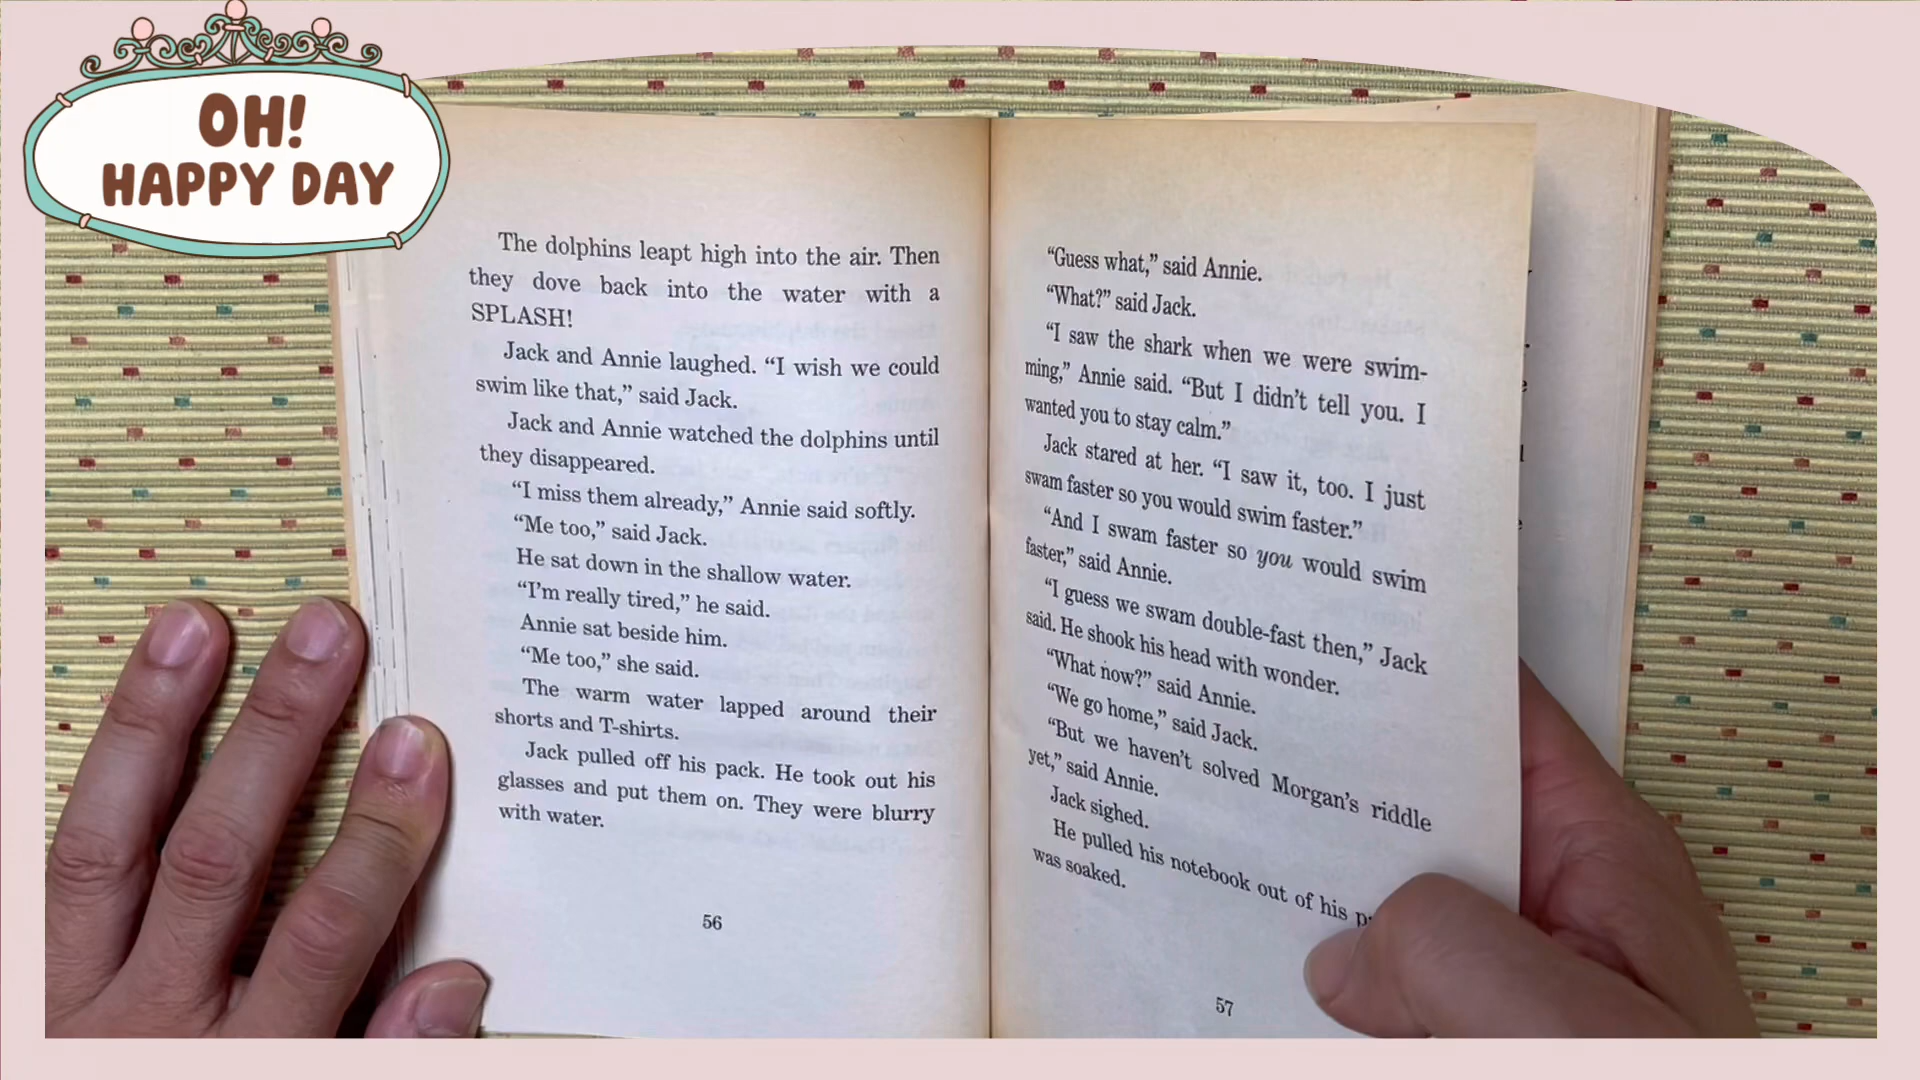 OH!
HAPPY DAY
The dolphins leapt high into the air. Then
they dove back into the water with a
SPLASH!
Jack and Annie laughed. “I wish we could
swim like that,” said Jack.
Jack and Annie watched the dolphins until
they disappeared.
“I miss them already,” Annie said softly.
“Me too,” said Jack.
He sat down in the shallow water.
“I’m really tired,” he said.
Annie sat beside him.
“Me too,” she said.
The warm water lapped around their
shorts and T-shirts.
Jack pulled off his pack. He took out his
glasses and put them on. They were blurry
with water.
56
“Guess what,” said Annie.
“What?” said Jack.
“I saw the shark when we were swim-
ming,” Annie said. “But I didn’t tell you. I
wanted you to stay calm.”
Jack stared at her. “I saw it, too. I just
swam faster so you would swim faster.”
“And I swam faster so you would swim
faster,” said Annie.
“I guess we swam double-fast then,” Jack
said. He shook his head with wonder.
“What now?” said Annie.
“We go home,” said Jack.
“But we haven’t solved Morgan’s riddle
yet,” said Annie.
Jack sighed.
He pulled his notebook out of his
was soaked.
57